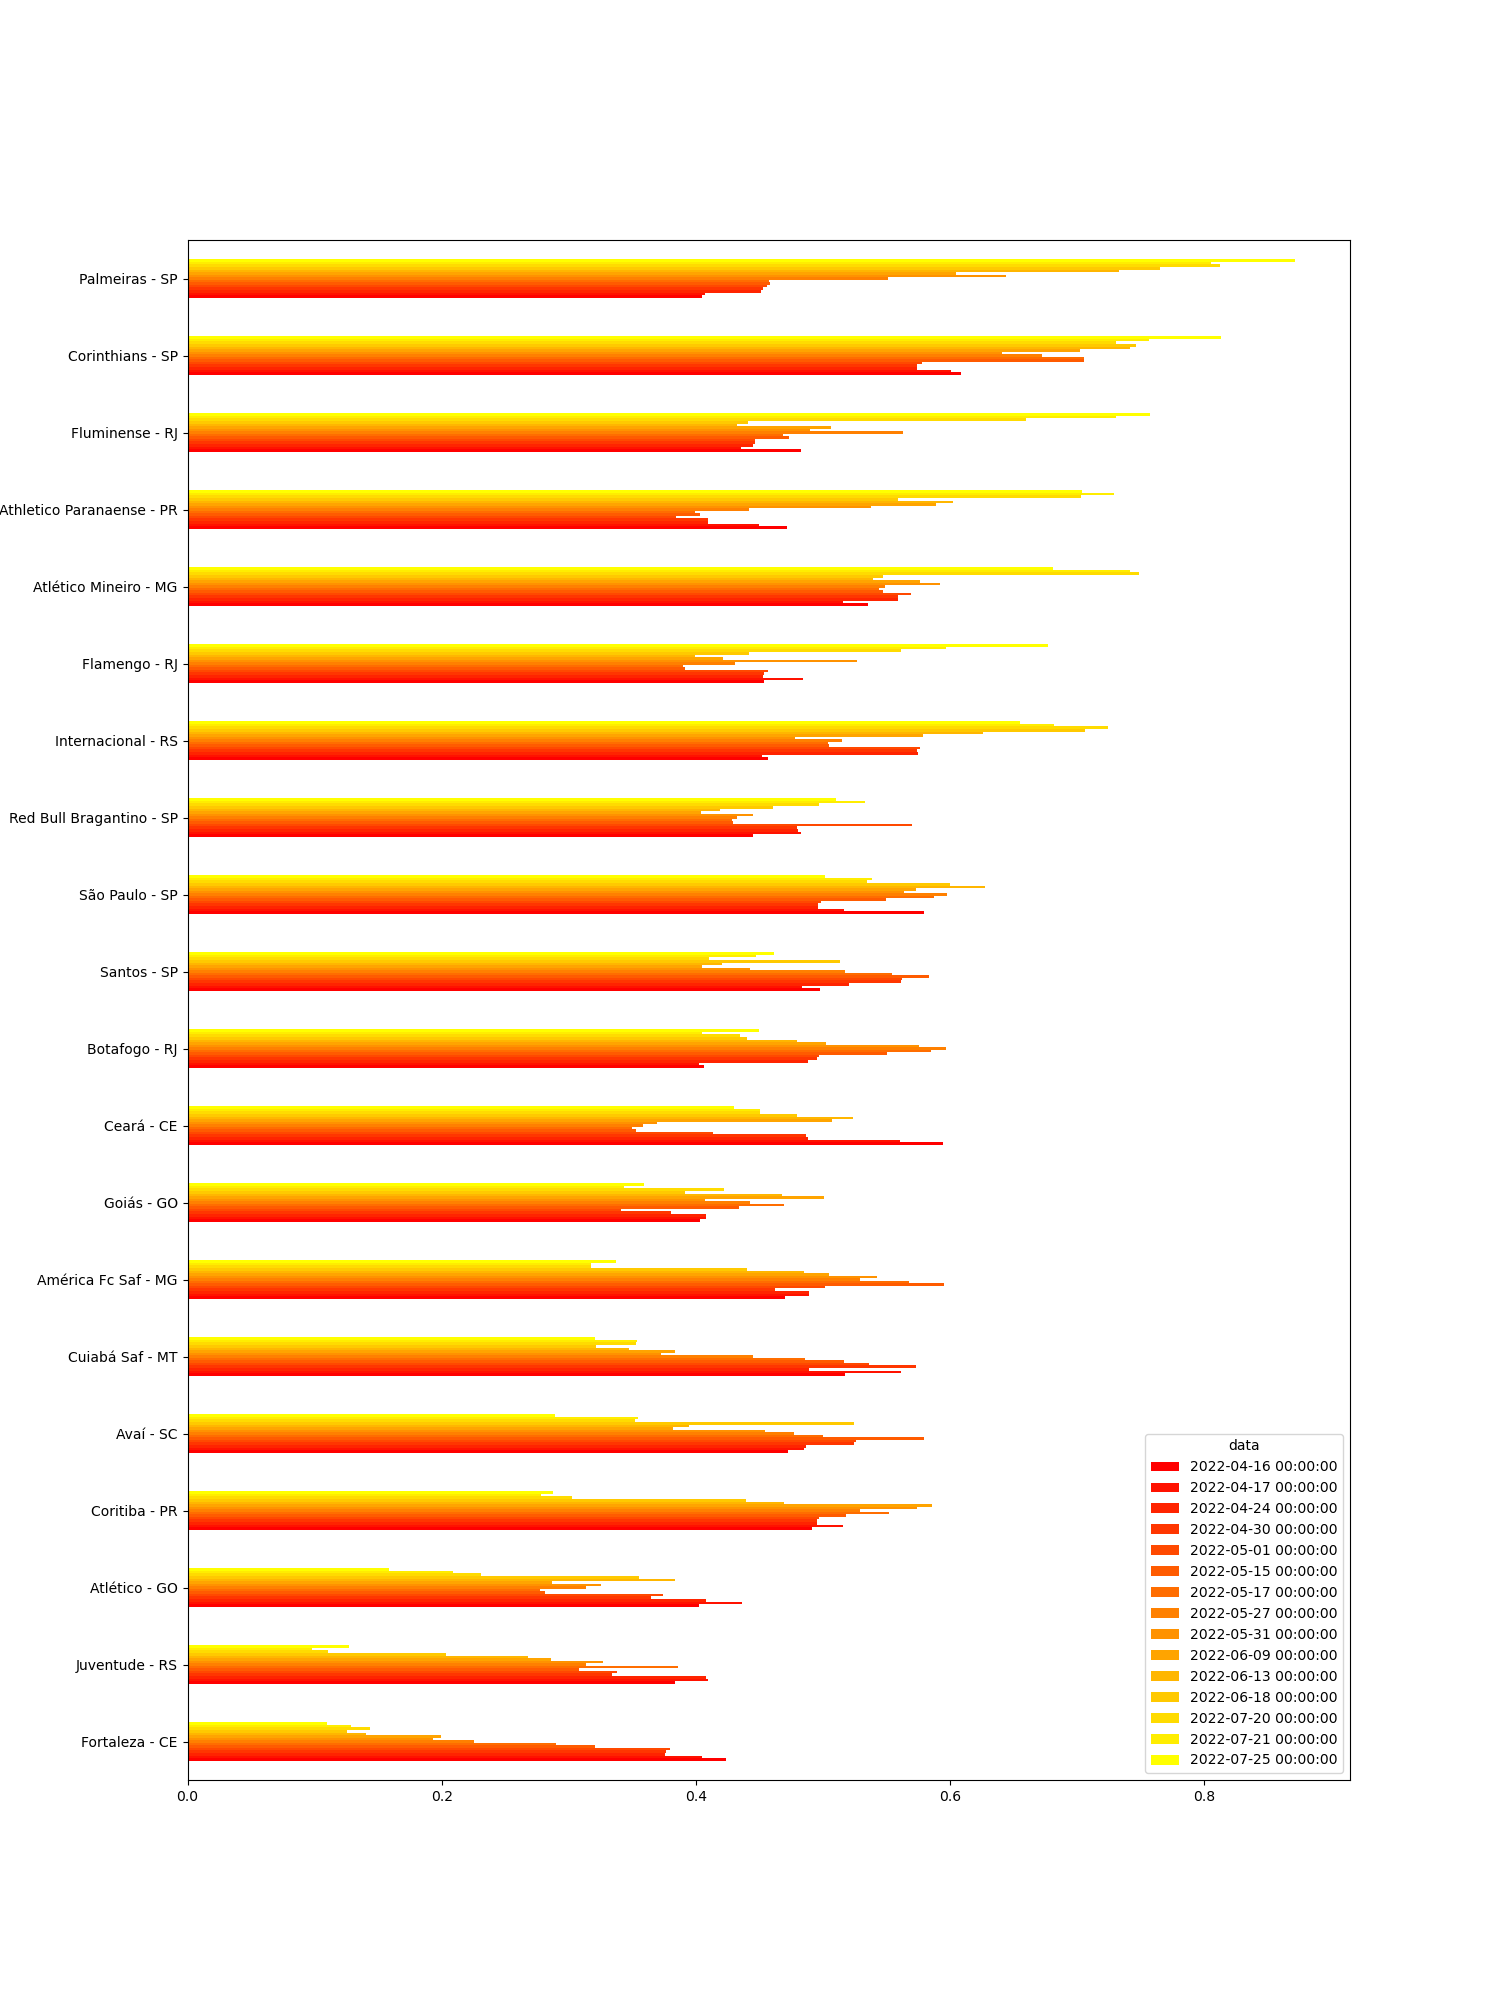 Palmeiras - SP
Corinthians - SP
Fluminense - RJ
Athletico Paranaense - PR
Atlético Mineiro - MG
Flamengo - RJ
Internacional - RS
Red Bull Bragantino - SP
São Paulo - SP
Santos - SP
Botafogo - RJ
Ceará - CE
Goiás - GO
América Fc Saf - MG
Cuiabá Saf - MT
Avaí - SC
Coritiba - PR
Atlético - GO
Juventude - RS
Fortaleza - CE
data
2022-04-16 00:00:00
2022-04-17 00:00:00
2022-04-24 00:00:00
2022-04-30 00:00:00
2022-05-01 00:00:00
2022-05-15 00:00:00
2022-05-17 00:00:00
2022-05-27 00:00:00
2022-05-31 00:00:00
2022-06-09 00:00:00
2022-06-13 00:00:00
2022-06-18 00:00:00
2022-07-20 00:00:00
2022-07-21 00:00:00
2022-07-25 00:00:00
0.0 0.2 0.4 0.6 0.8